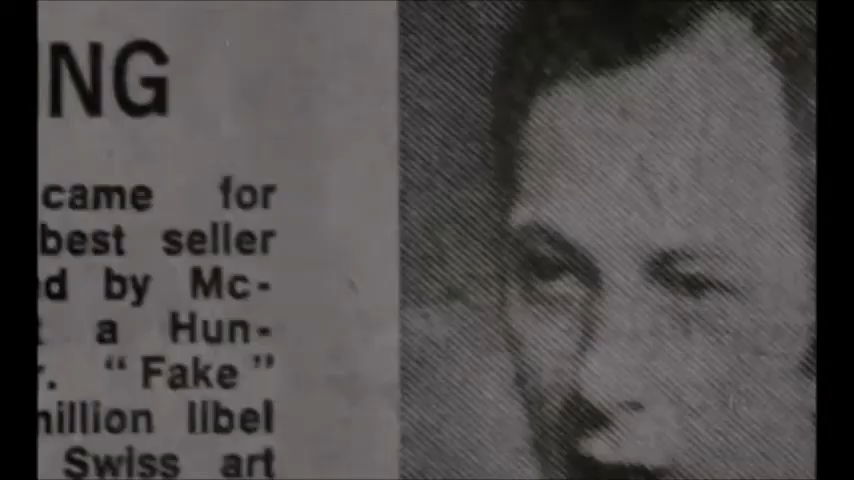 NG
came for
best seller
d by Mc-
a Hun-
. "Fake"
illion libel
Swiss art